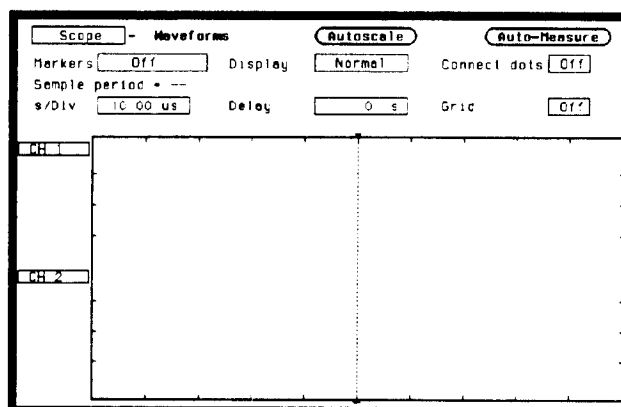 Scope - Waveforms Autoscale Auto-Measure
Markers Off Display Normal Connect dots Off
Sample period = --
s/Div 10.00 us Delay 0 s Grid Off
CH 1
CH 2